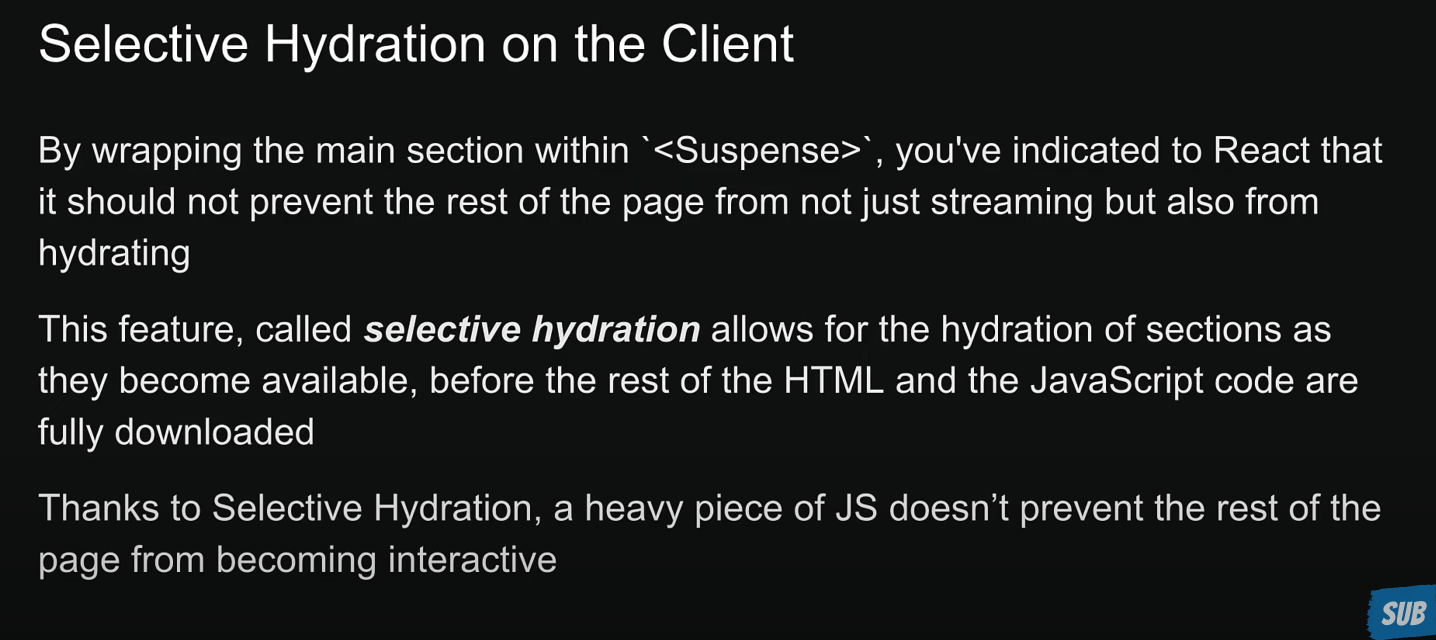 Selective Hydration on the Client
By wrapping the main section within `<Suspense>`, you've indicated to React that
it should not prevent the rest of the page from not just streaming but also from
hydrating
This feature, called selective hydration allows for the hydration of sections as
they become available, before the rest of the HTML and the JavaScript code are
fully downloaded
Thanks to Selective Hydration, a heavy piece of JS doesn’t prevent the rest of the
page from becoming interactive
SUB